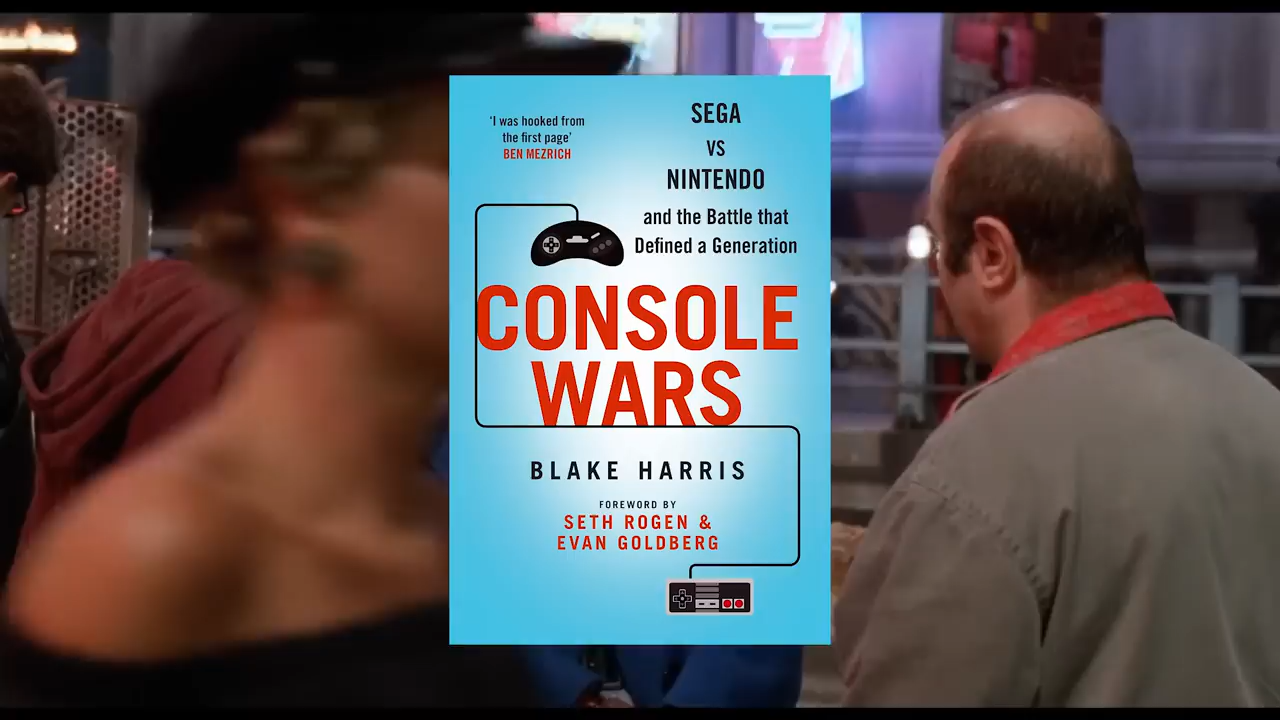 'I was hooked from
the first page'
BEN MEZRICH
SEGA
VS
NINTENDO
and the Battle that
Defined a Generation
CONSOLE
WARS
BLAKE HARRIS
FOREWORD BY
SETH ROGEN &
EVAN GOLDBERG